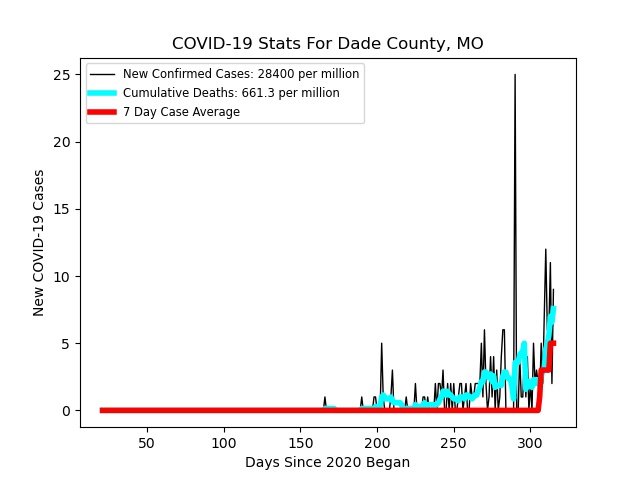 COVID-19 Stats For Dade County, MO
New Confirmed Cases: 28400 per million
Cumulative Deaths: 661.3 per million
7 Day Case Average
25
20
15
10
5
0
New COVID-19 Cases
50 100 150 200 250 300
Days Since 2020 Began